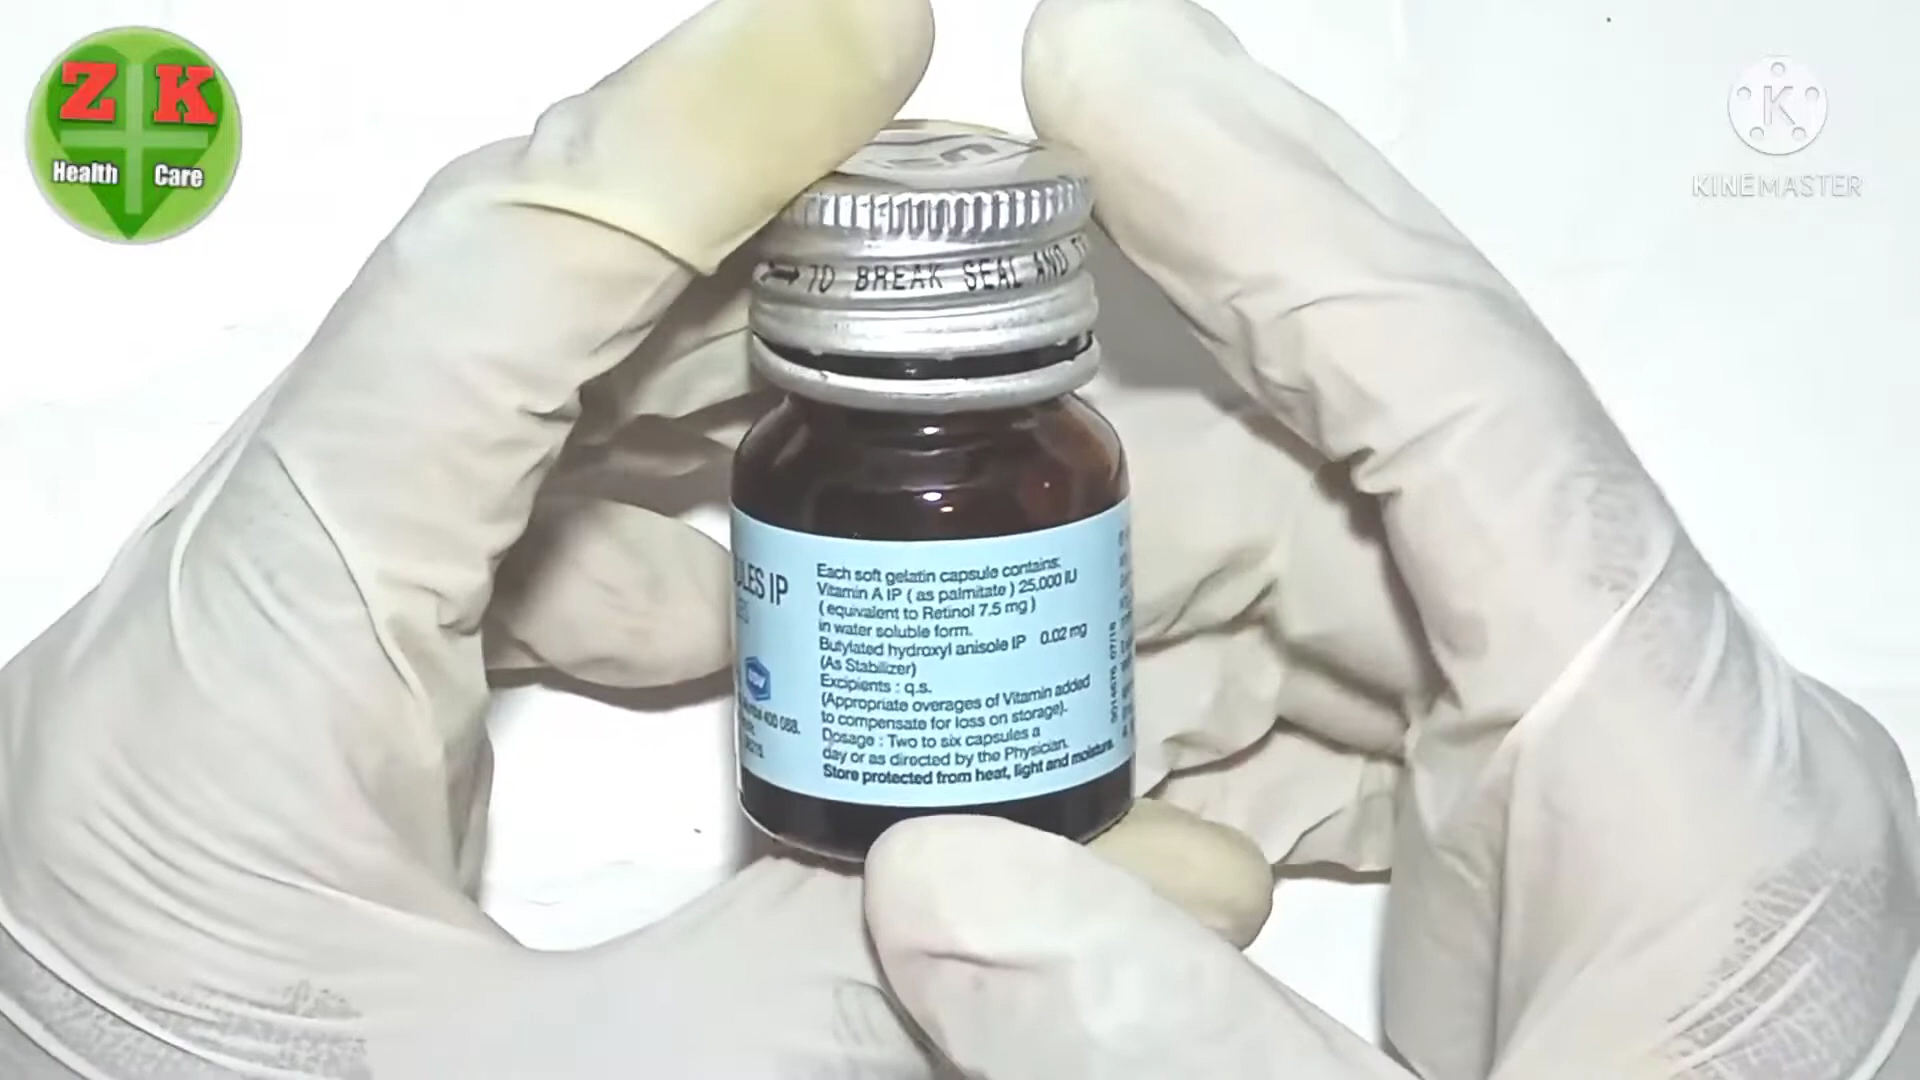 Z K
Health Care
KINEMASTER
TO BREAK SEAL AND
IP
USV
400 088.
Each soft gelatin capsule contains:
Vitamin A IP ( as palmitate ) 25,000 IU
( equivalent to Retinol 7.5 mg )
in water soluble form.
Butylated hydroxyl anisole IP 0.02 mg
(As Stabilizer)
Excipients : q.s.
(Appropriate overages of Vitamin added
to compensate for loss on storage).
Dosage : Two to six capsules a
day or as directed by the Physician.
Store protected from heat, light and moisture.